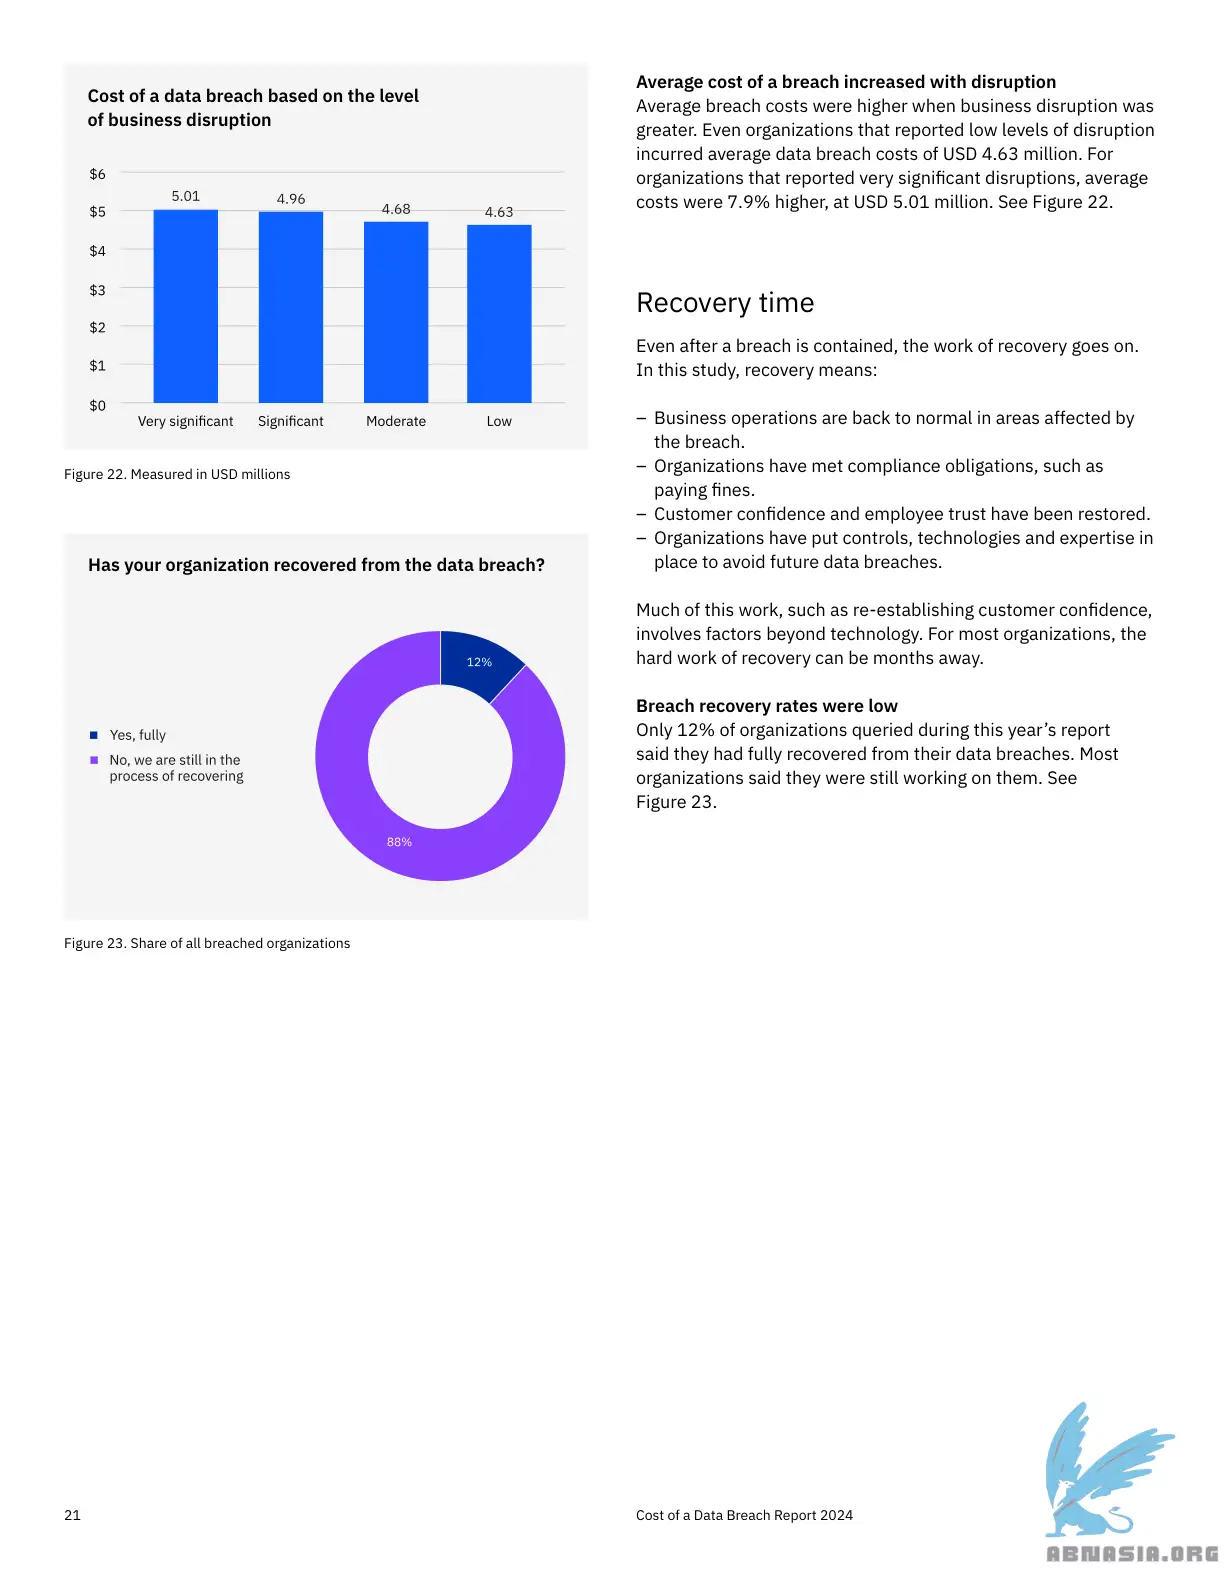 Cost of a data breach based on the level
of business disruption
$6
$5
$4
$3
$2
$1
$0
5.01
4.96
4.68
4.63
Very significant
Significant
Moderate
Low
Figure 22. Measured in USD millions
Has your organization recovered from the data breach?
Yes, fully
No, we are still in the
process of recovering
12%
88%
Figure 23. Share of all breached organizations
Average cost of a breach increased with disruption
Average breach costs were higher when business disruption was
greater. Even organizations that reported low levels of disruption
incurred average data breach costs of USD 4.63 million. For
organizations that reported very significant disruptions, average
costs were 7.9% higher, at USD 5.01 million. See Figure 22.
Recovery time
Even after a breach is contained, the work of recovery goes on.
In this study, recovery means:
– Business operations are back to normal in areas affected by
the breach.
– Organizations have met compliance obligations, such as
paying fines.
– Customer confidence and employee trust have been restored.
– Organizations have put controls, technologies and expertise in
place to avoid future data breaches.
Much of this work, such as re-establishing customer confidence,
involves factors beyond technology. For most organizations, the
hard work of recovery can be months away.
Breach recovery rates were low
Only 12% of organizations queried during this year’s report
said they had fully recovered from their data breaches. Most
organizations said they were still working on them. See
Figure 23.
21
Cost of a Data Breach Report 2024
ABNASIA.ORG